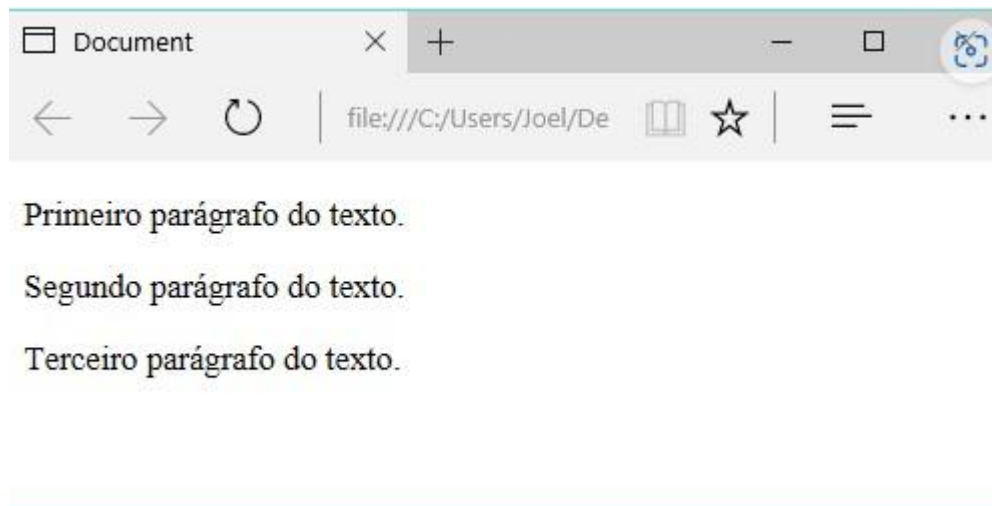 Document
file:///C:/Users/Joel/De
Primeiro parágrafo do texto.
Segundo parágrafo do texto.
Terceiro parágrafo do texto.